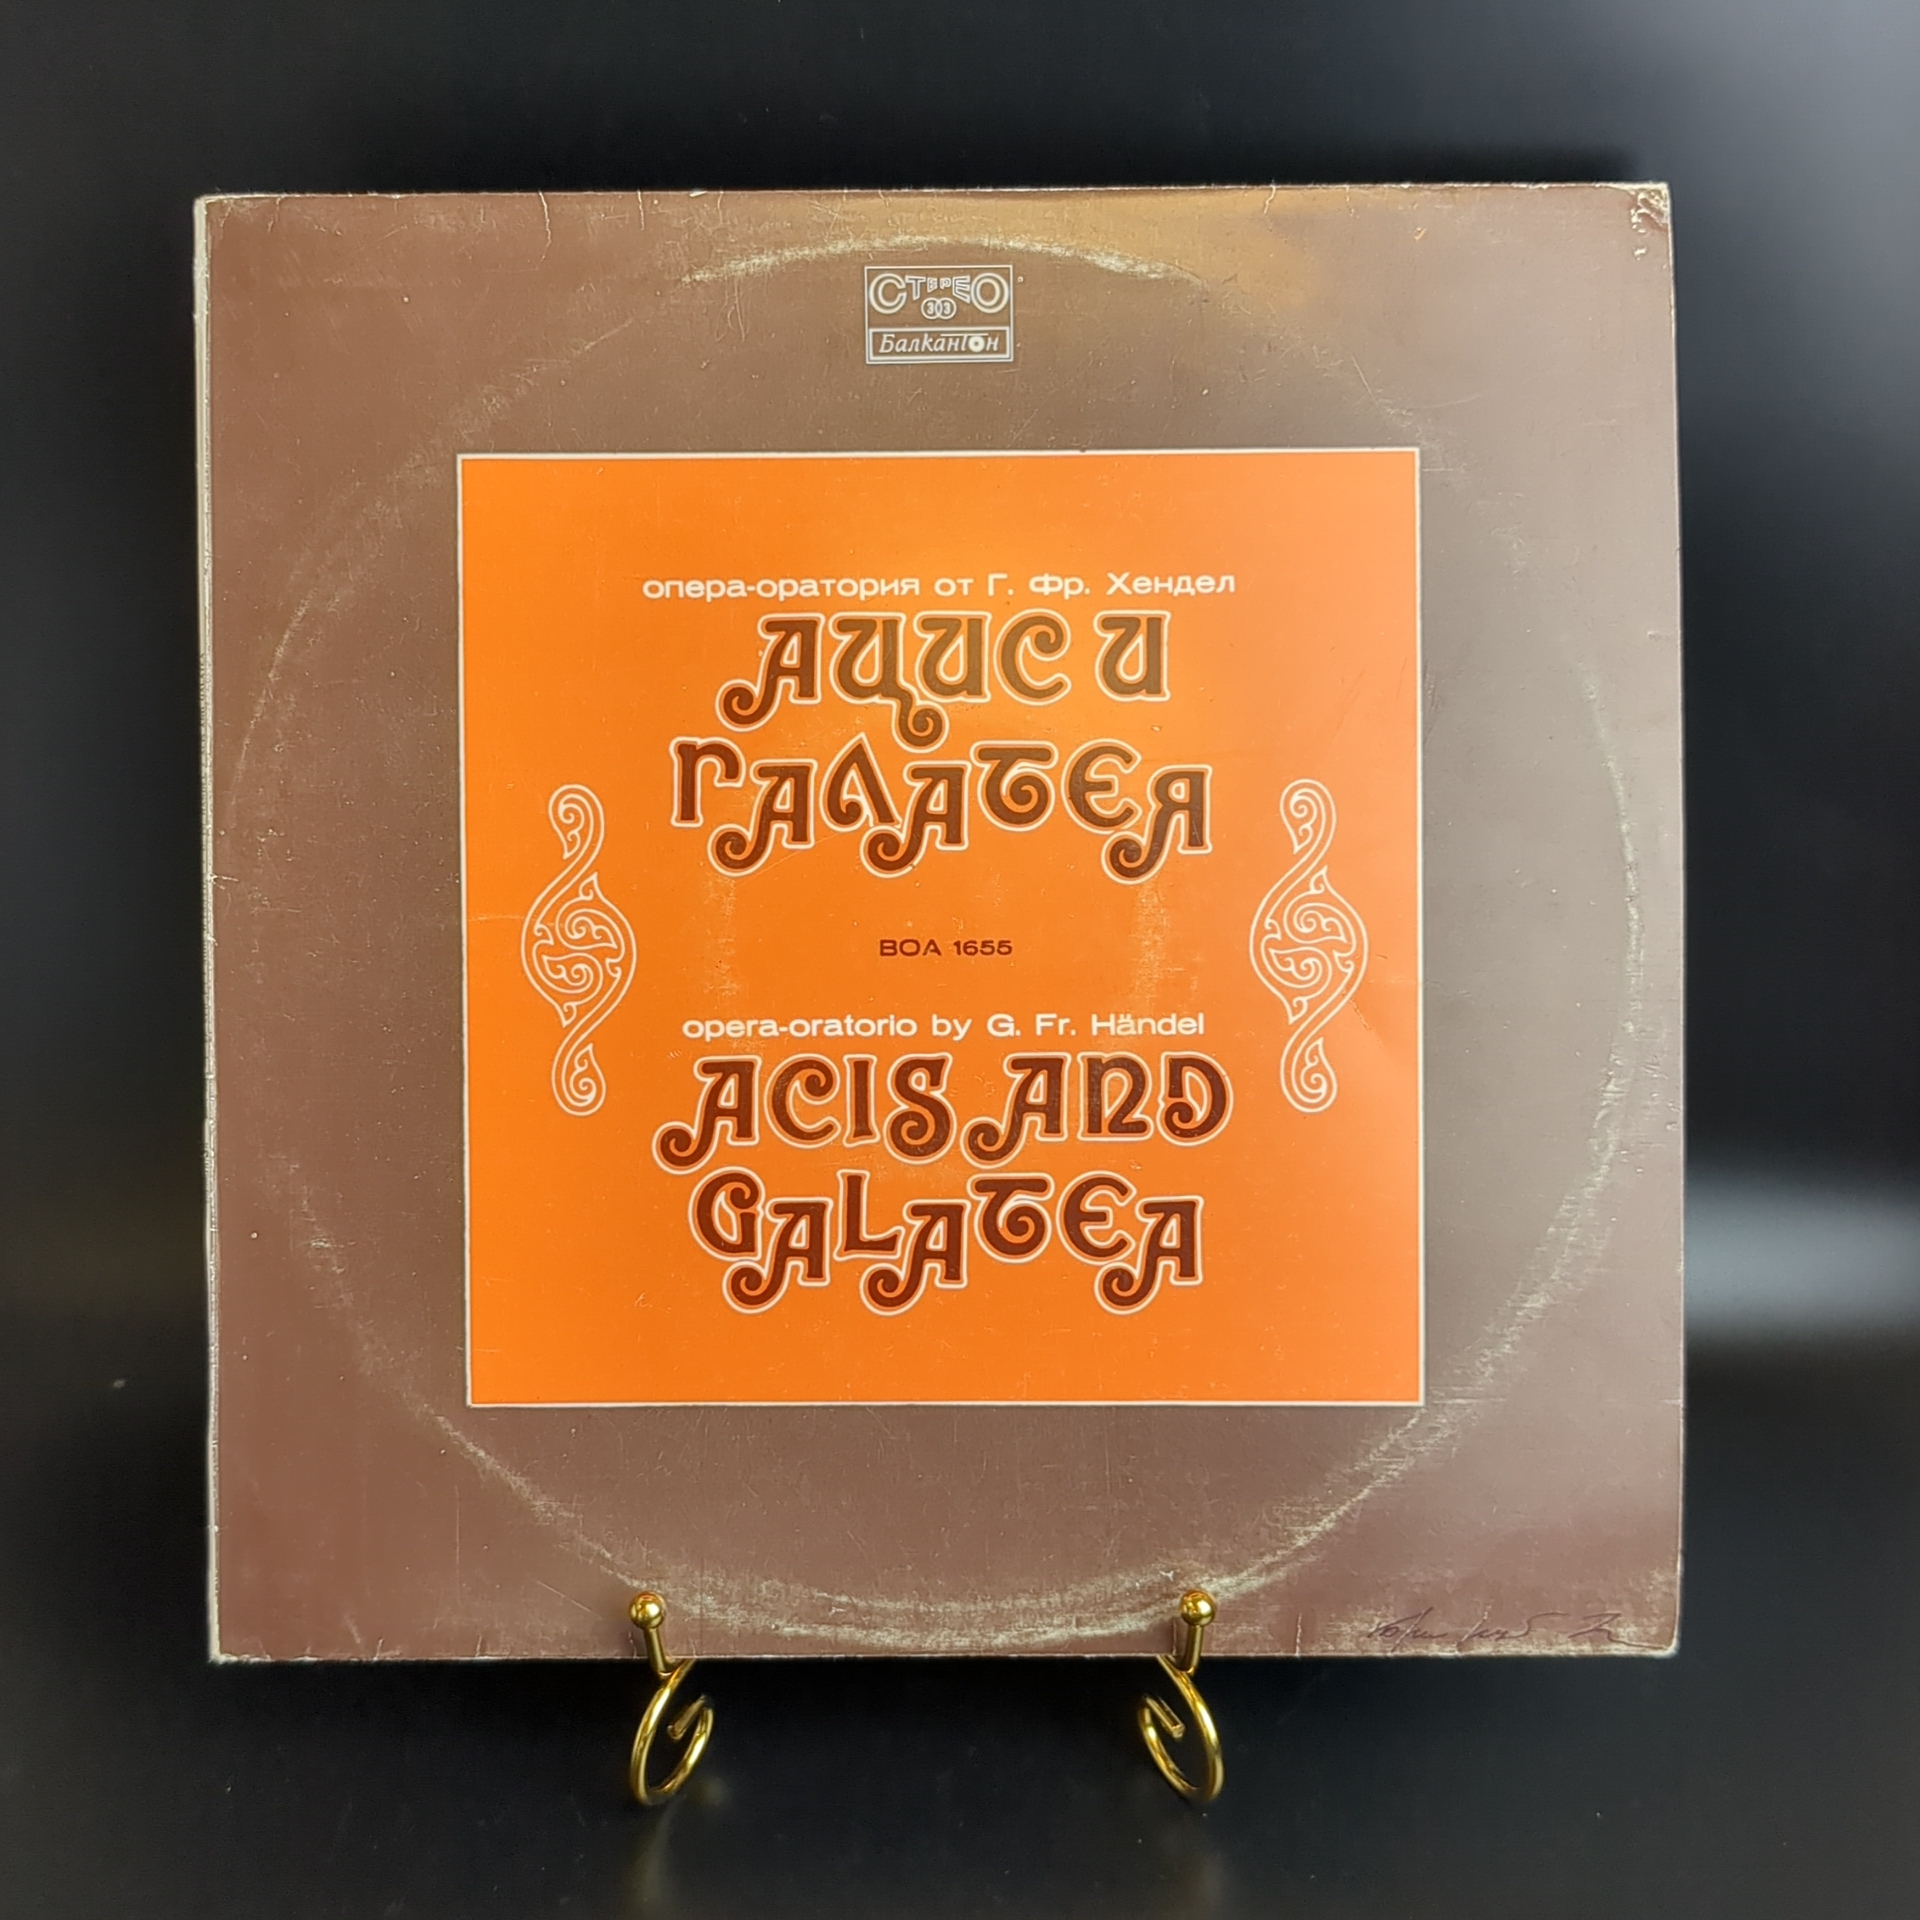 СТЕРЕО
33
Балкантон
опера-оратория от Г. Фр. Хендел
АЦИС И
ГАЛАТЕЯ
ВОА 1655
opera-oratorio by G. Fr. Händel
ACIS AND
GALATEA